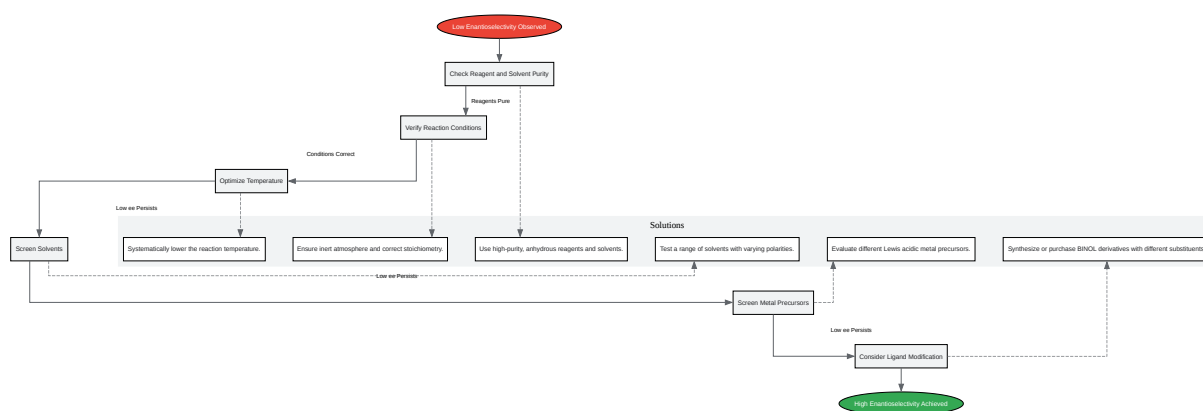 Low Enantioselectivity Observed
Check Reagent and Solvent Purity
Reagents Pure
Verify Reaction Conditions
Conditions Correct
Optimize Temperature
Low ee Persists
Solutions
Screen Solvents
Systematically lower the reaction temperature.
Ensure inert atmosphere and correct stoichiometry.
Use high-purity, anhydrous reagents and solvents.
Test a range of solvents with varying polarities.
Evaluate different Lewis acidic metal precursors.
Synthesize or purchase BINOL derivatives with different substituents
Low ee Persists
Screen Metal Precursors
Low ee Persists
Consider Ligand Modification
High Enantioselectivity Achieved